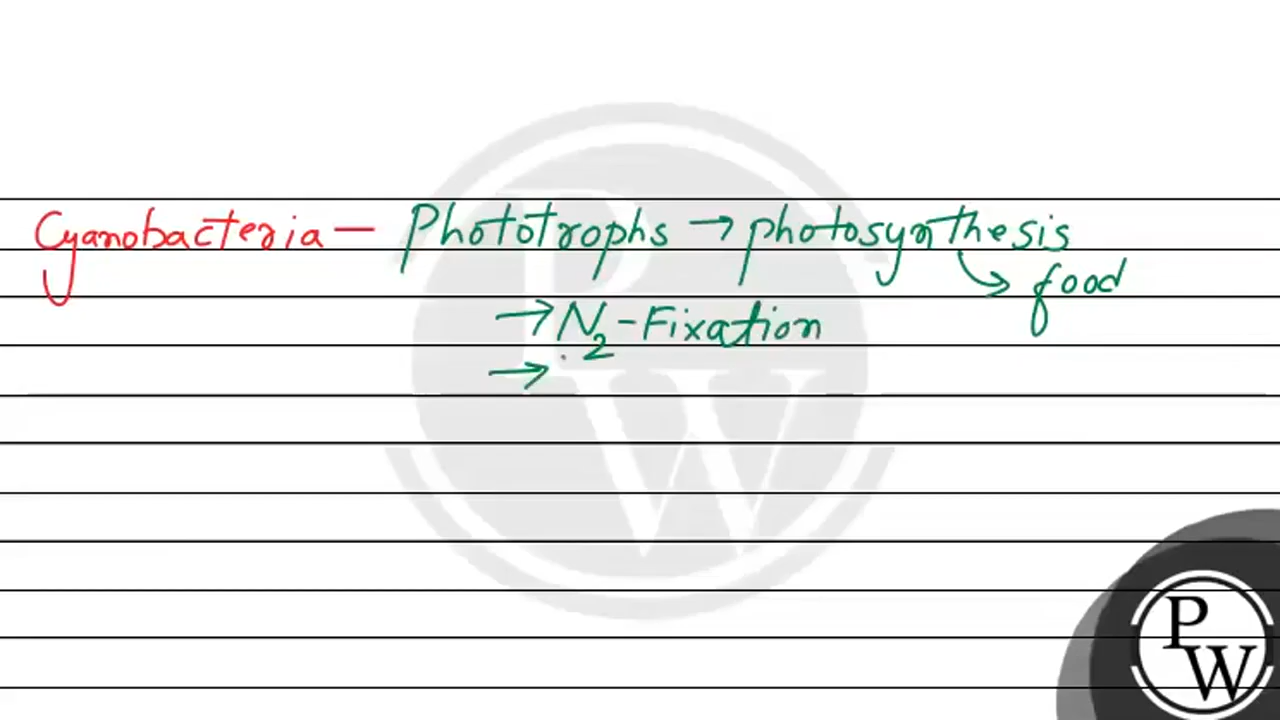 Cyanobacteria — Phototrophs → photosynthesis
↘ food
→ N₂-Fixation
→
P
W
P
W